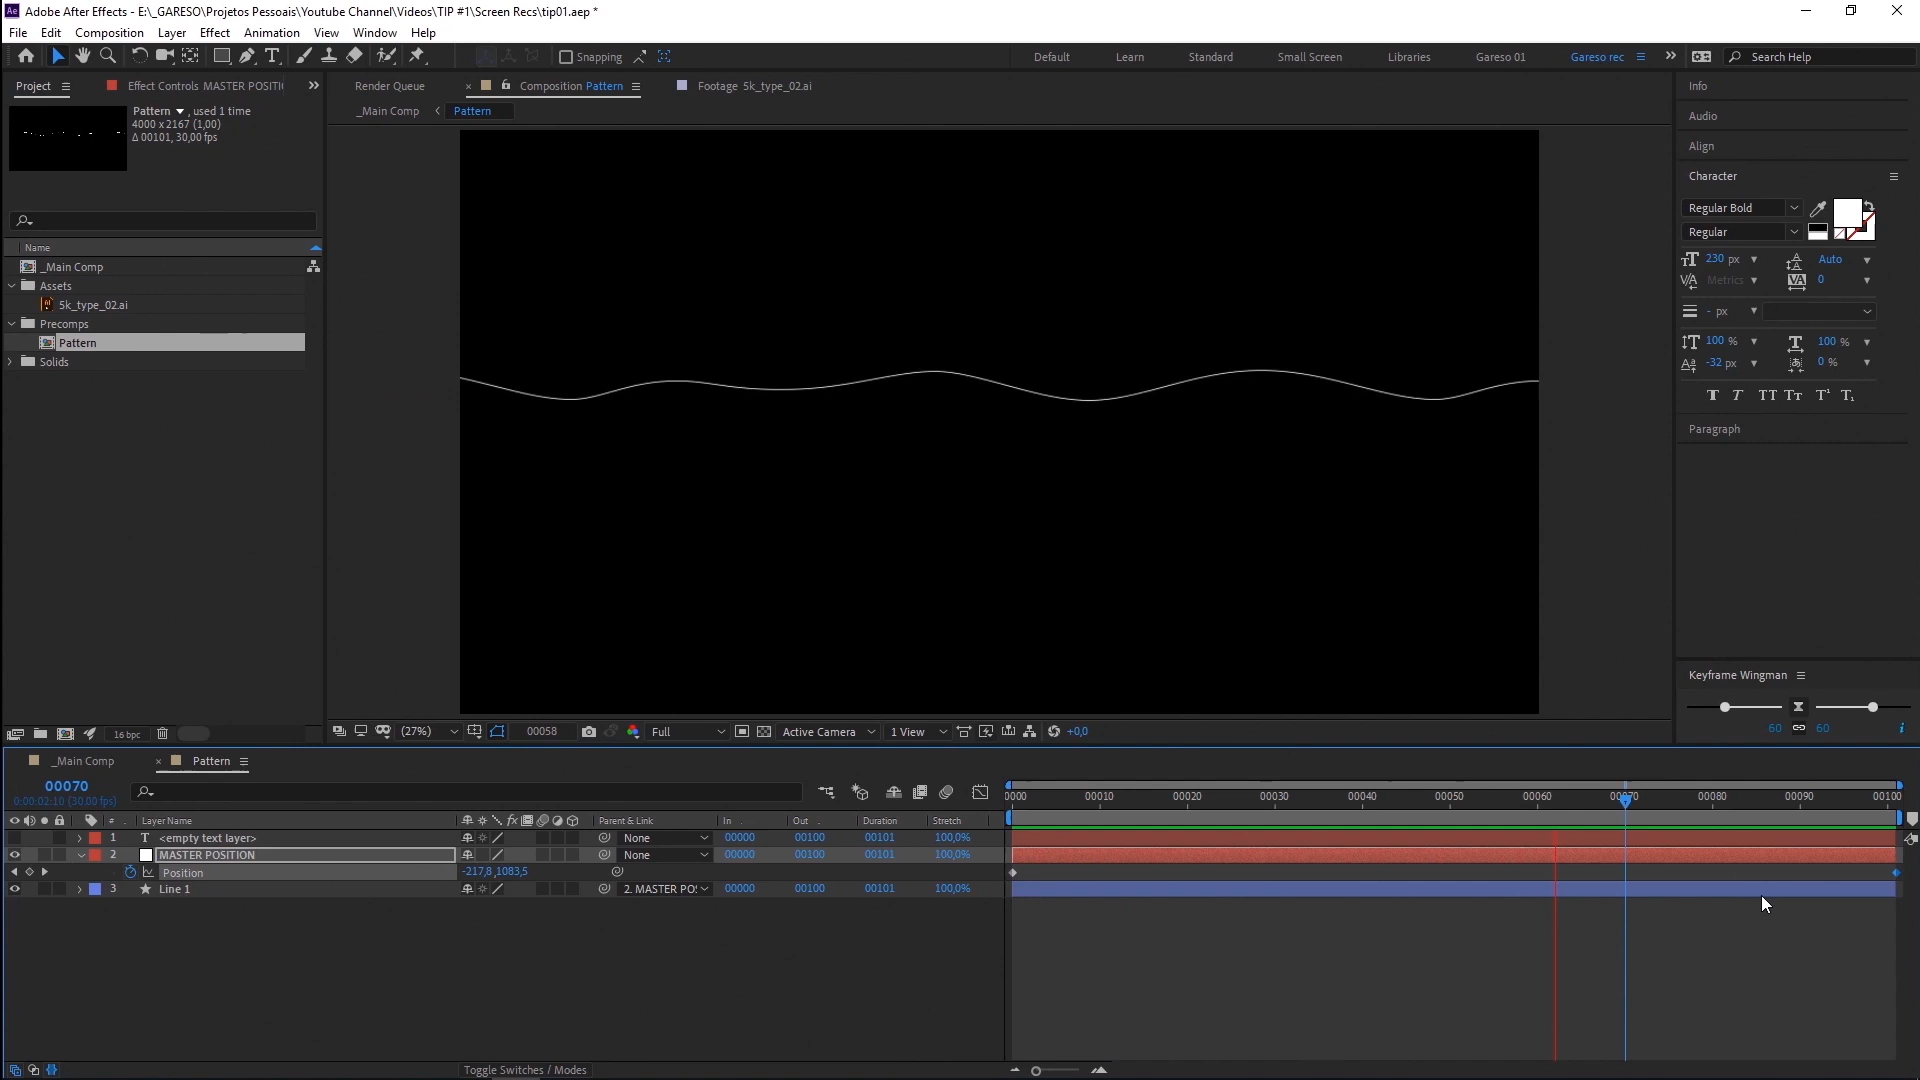 Ae Adobe After Effects - E:\_GARESO\Projetos Pessoais\Youtube Channel\Videos\TIP #1\Screen Recs\tip01.aep *
File Edit Composition Layer Effect Animation View Window Help
Snapping Default Learn Standard Small Screen Libraries Gareso 01 Gareso rec Search Help
Project Effect Controls MASTER POSITI
Render Queue Composition Pattern Footage 5k_type_02.ai
_Main Comp Pattern
Pattern , used 1 time
4000 x 2167 (1,00)
Δ 00101, 30,00 fps
Name
_Main Comp
Assets
5k_type_02.ai
Precomps
Pattern
Solids
16 bpc
(27%) 00058 Full Active Camera 1 View +0,0
Info
Audio
Align
Character
Regular Bold
Regular
230 px Auto
Metrics 0
- px
100 % 100 %
-32 px 0 %
T T TT Tт T¹ T₁
Paragraph
Keyframe Wingman
60 60
_Main Comp Pattern
00070
0:00:02:10 (30.00 fps)
0000 00010 00020 00030 00040 00050 00060 00070 00080 00090 00100
# Layer Name Parent & Link In Out Duration Stretch
1 T <empty text layer> None 00000 00100 00101 100,0%
2 MASTER POSITION None 00000 00100 00101 100,0%
Position -217,8,1083,5
3 Line 1 2. MASTER POS 00000 00100 00101 100,0%
Toggle Switches / Modes